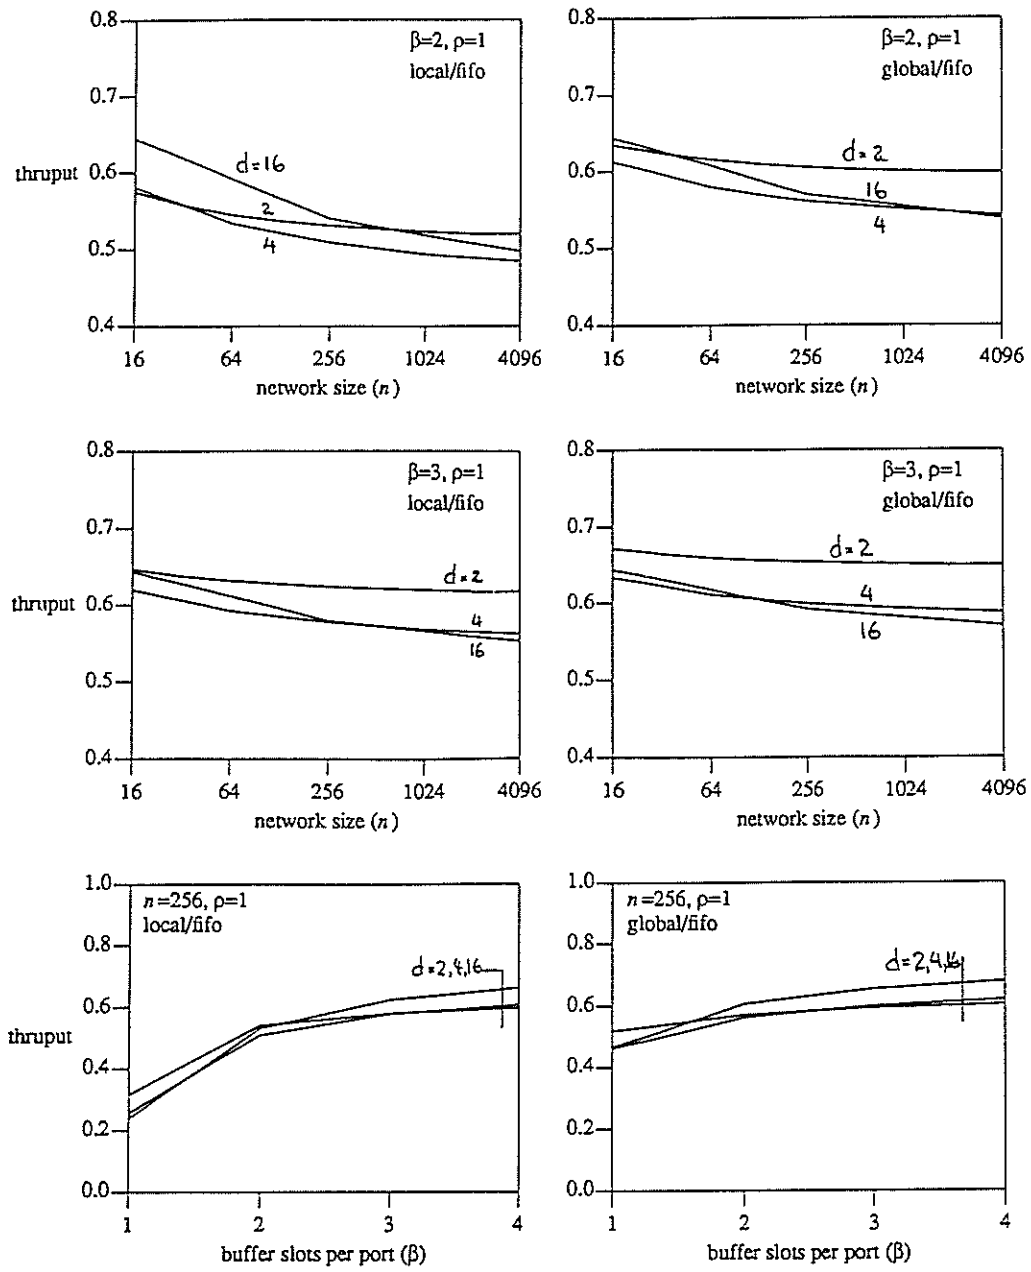 0.8
0.7
0.6
0.5
0.4
thruput
β=2, ρ=1
local/fifo
d=16
2
4
16
64
256
1024
4096
network size (n)
0.8
0.7
0.6
0.5
0.4
β=2, ρ=1
global/fifo
d=2
16
4
16
64
256
1024
4096
network size (n)
0.8
0.7
0.6
0.5
0.4
thruput
β=3, ρ=1
local/fifo
d=2
4
16
16
64
256
1024
4096
network size (n)
0.8
0.7
0.6
0.5
0.4
β=3, ρ=1
global/fifo
d=2
4
16
16
64
256
1024
4096
network size (n)
1.0
0.8
0.6
0.4
0.2
0.0
thruput
n=256, ρ=1
local/fifo
d=2,4,16
1
2
3
4
buffer slots per port (β)
1.0
0.8
0.6
0.4
0.2
0.0
n=256, ρ=1
global/fifo
d=2,4,16
1
2
3
4
buffer slots per port (β)